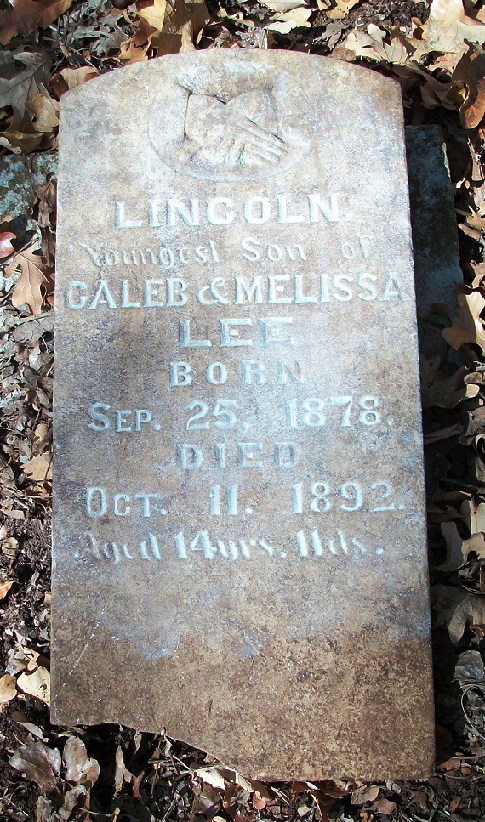 LINCOLN.
Youngest Son of
CALEB & MELISSA
LEE
BORN
SEP. 25, 1878.
DIED
OCT. 11. 1892.
Aged 14yrs. 11ds.